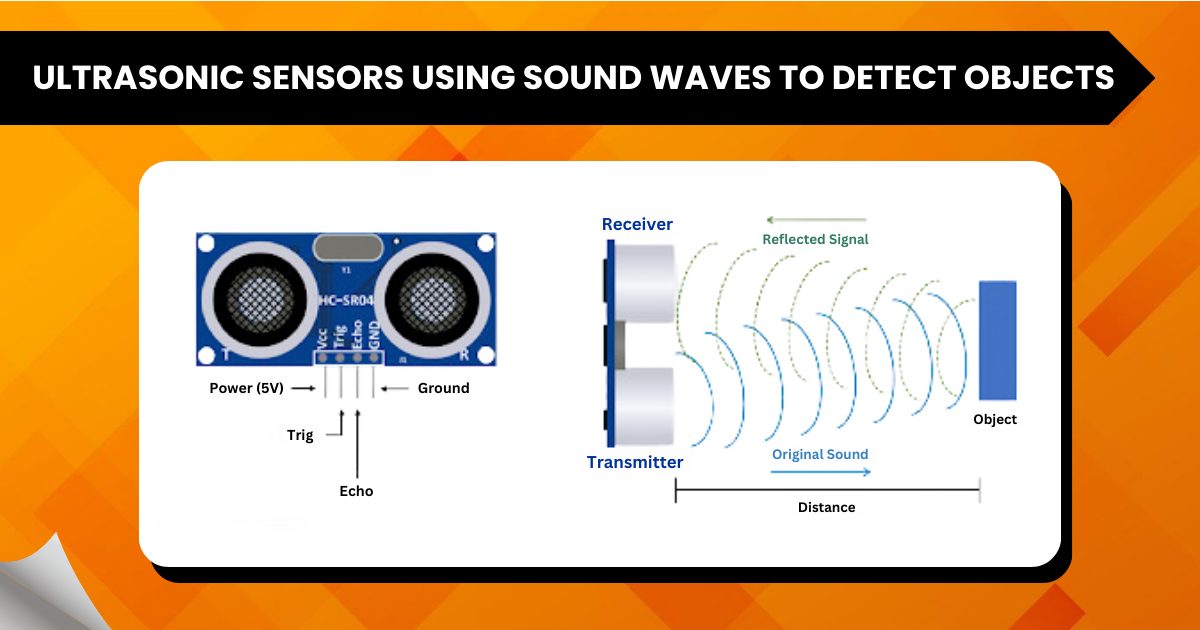 ULTRASONIC SENSORS USING SOUND WAVES TO DETECT OBJECTS
Y1
HC-SR04
Vcc
Trig
Echo
GND
T
J1
R
Power (5V)
Ground
Trig
Echo
Receiver
Reflected Signal
Object
Original Sound
Transmitter
Distance